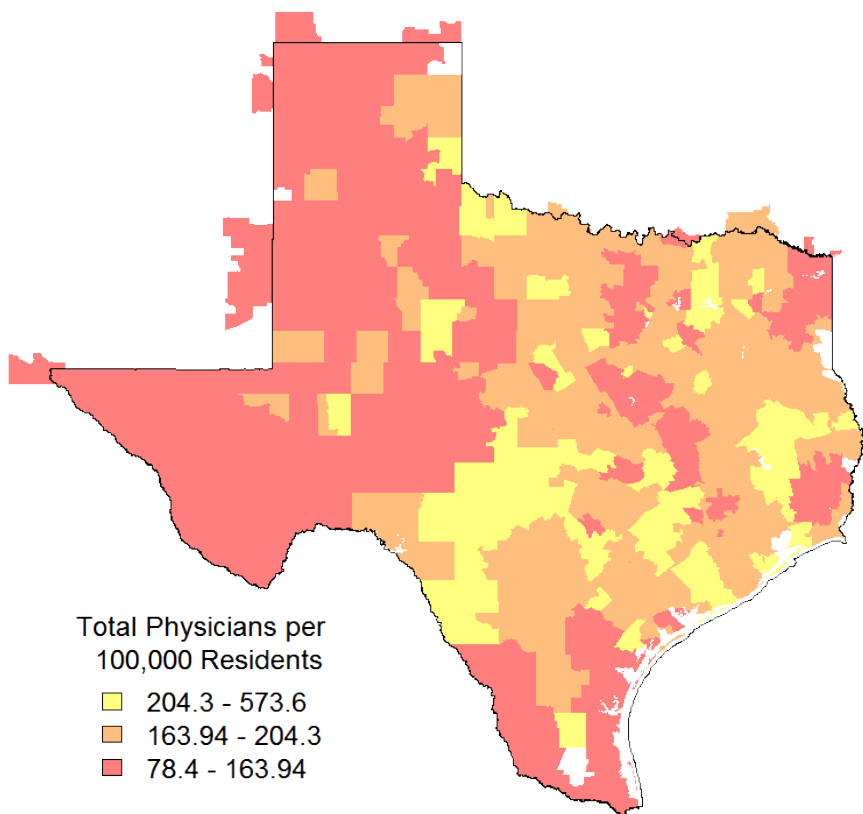 Total Physicians per
100,000 Residents
204.3 - 573.6
163.94 - 204.3
78.4 - 163.94